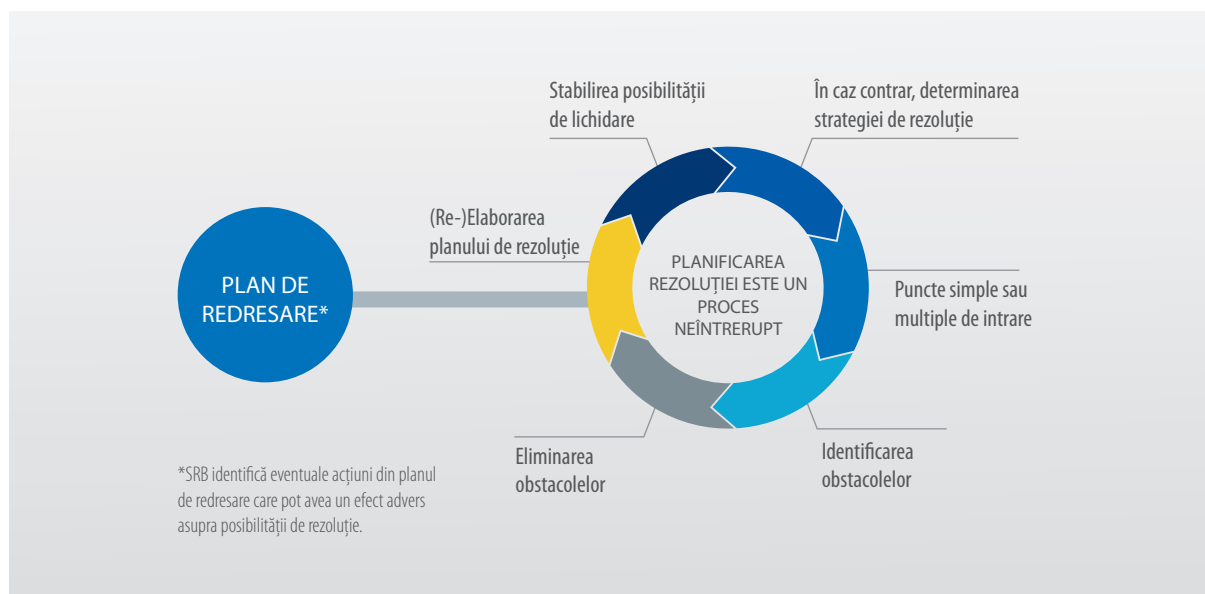 Stabilirea posibilității
de lichidare
În caz contrar, determinarea
strategiei de rezoluție
(Re-)Elaborarea
planului de rezoluție
PLAN DE
REDRESARE*
PLANIFICAREA
REZOLUȚIEI ESTE UN
PROCES
NEÎNTRERUPT
Puncte simple sau
multiple de intrare
Eliminarea
obstacolelor
Identificarea
obstacolelor
*SRB identifică eventuale acțiuni din planul
de redresare care pot avea un efect advers
asupra posibilității de rezoluție.